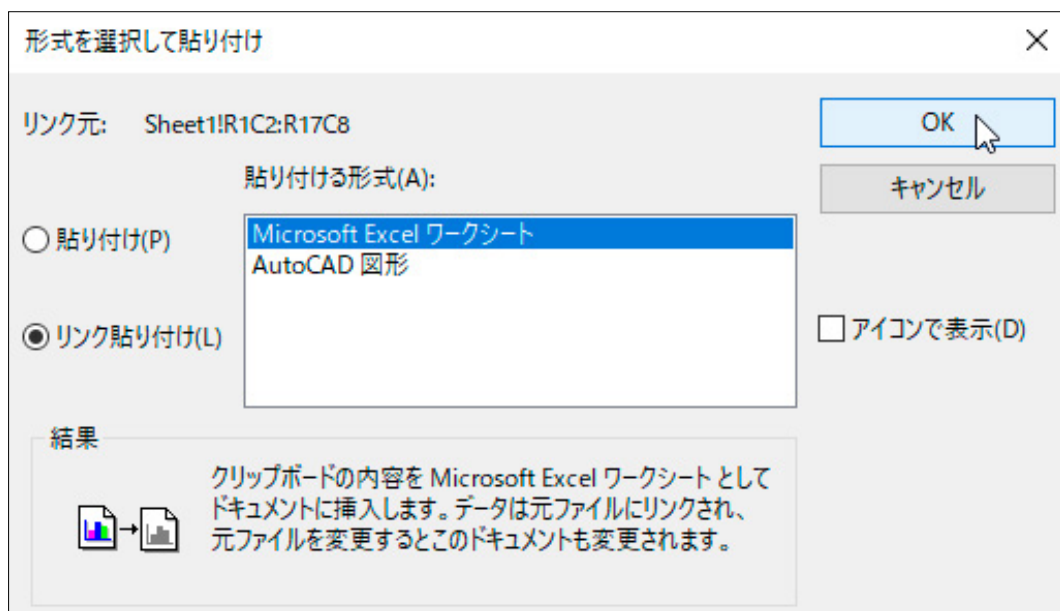 形式を選択して貼り付け
リンク元: Sheet1!R1C2:R17C8
OK
貼り付ける形式(A):
キャンセル
貼り付け(P)
Microsoft Excel ワークシート
AutoCAD 図形
リンク貼り付け(L)
アイコンで表示(D)
結果
クリップボードの内容を Microsoft Excel ワークシート として
ドキュメントに挿入します。データは元ファイルにリンクされ、
元ファイルを変更するとこのドキュメントも変更されます。